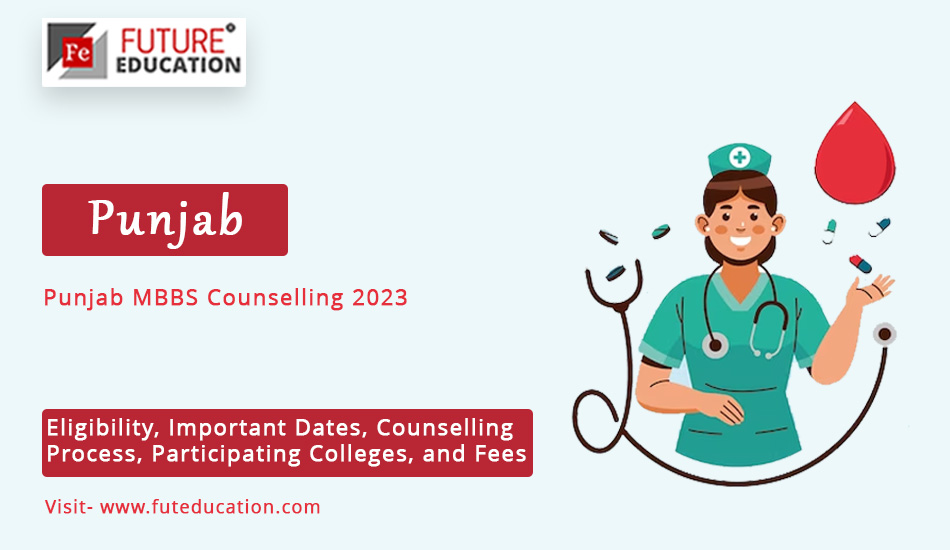 Fe
FUTURE
EDUCATION
Punjab
Punjab MBBS Counselling 2023
Eligibility, Important Dates, Counselling
Process, Participating Colleges, and Fees
Visit- www.futeducation.com